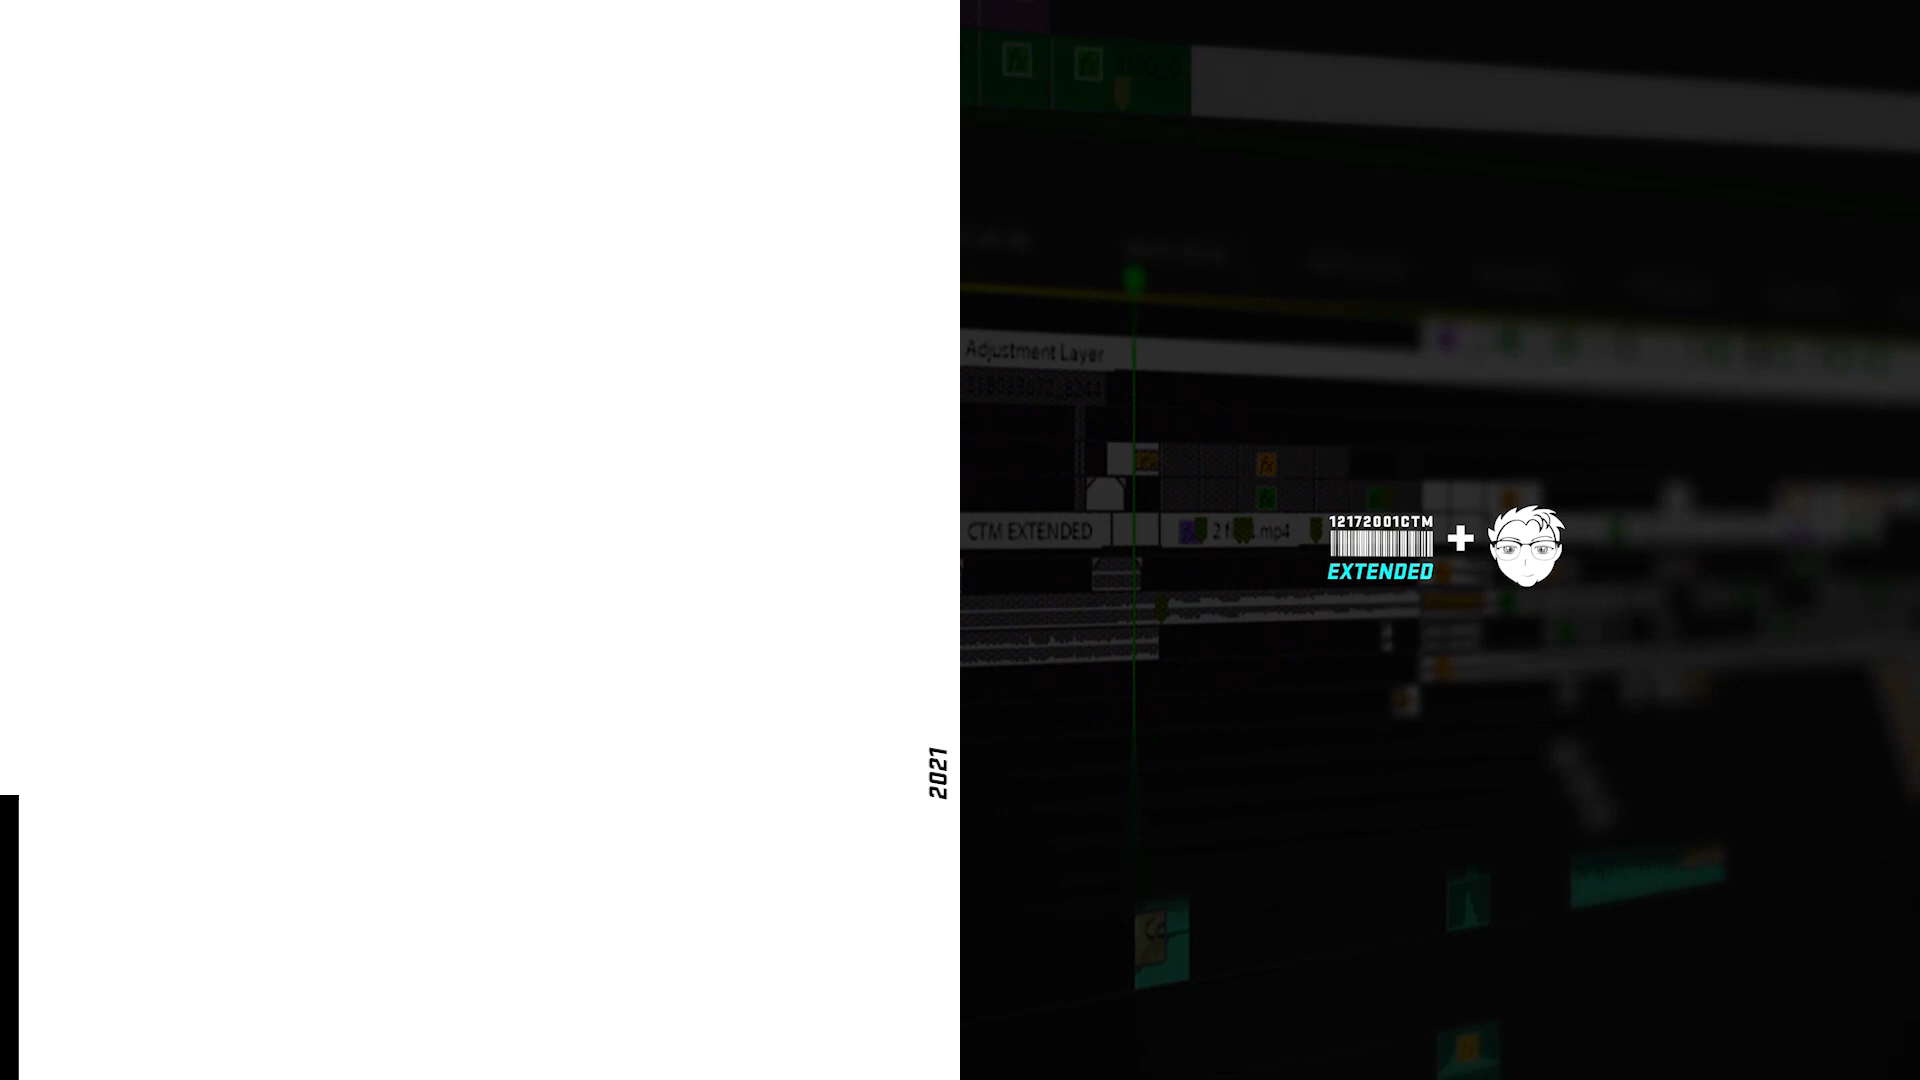 2021
Adjustment Layer
CTM EXTENDED
.mp4
12172001CTM
EXTENDED